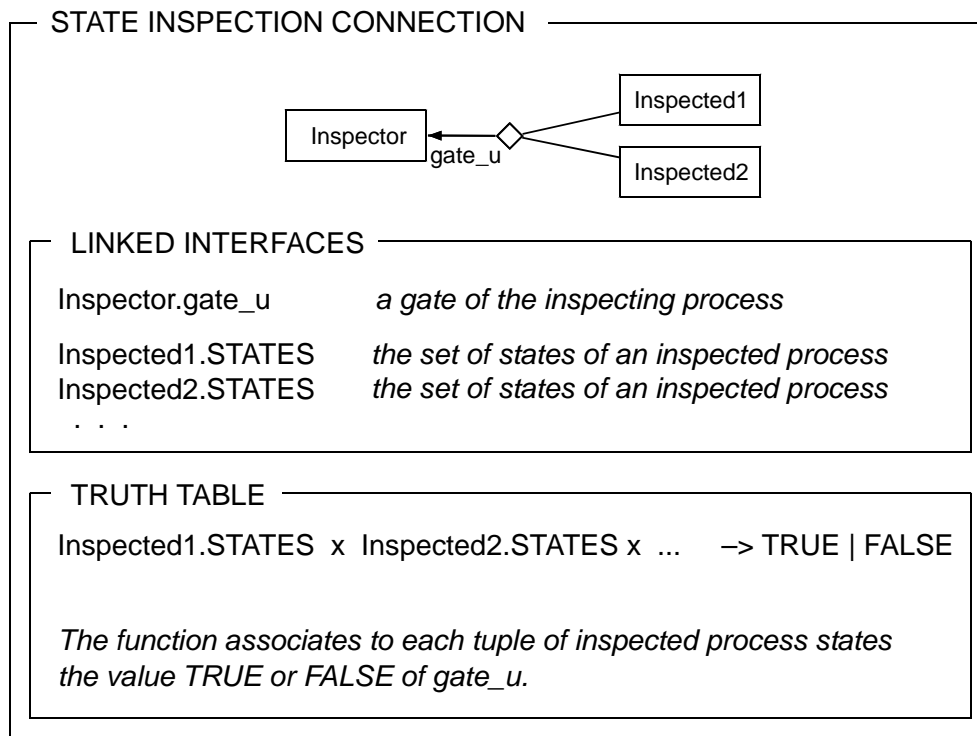 STATE INSPECTION CONNECTION
Inspected1
Inspector
gate_u
Inspected2
LINKED INTERFACES
Inspector.gate_u a gate of the inspecting process
Inspected1.STATES the set of states of an inspected process
Inspected2.STATES the set of states of an inspected process
. . .
TRUTH TABLE
Inspected1.STATES x Inspected2.STATES x ... –> TRUE | FALSE
The function associates to each tuple of inspected process states
the value TRUE or FALSE of gate_u.